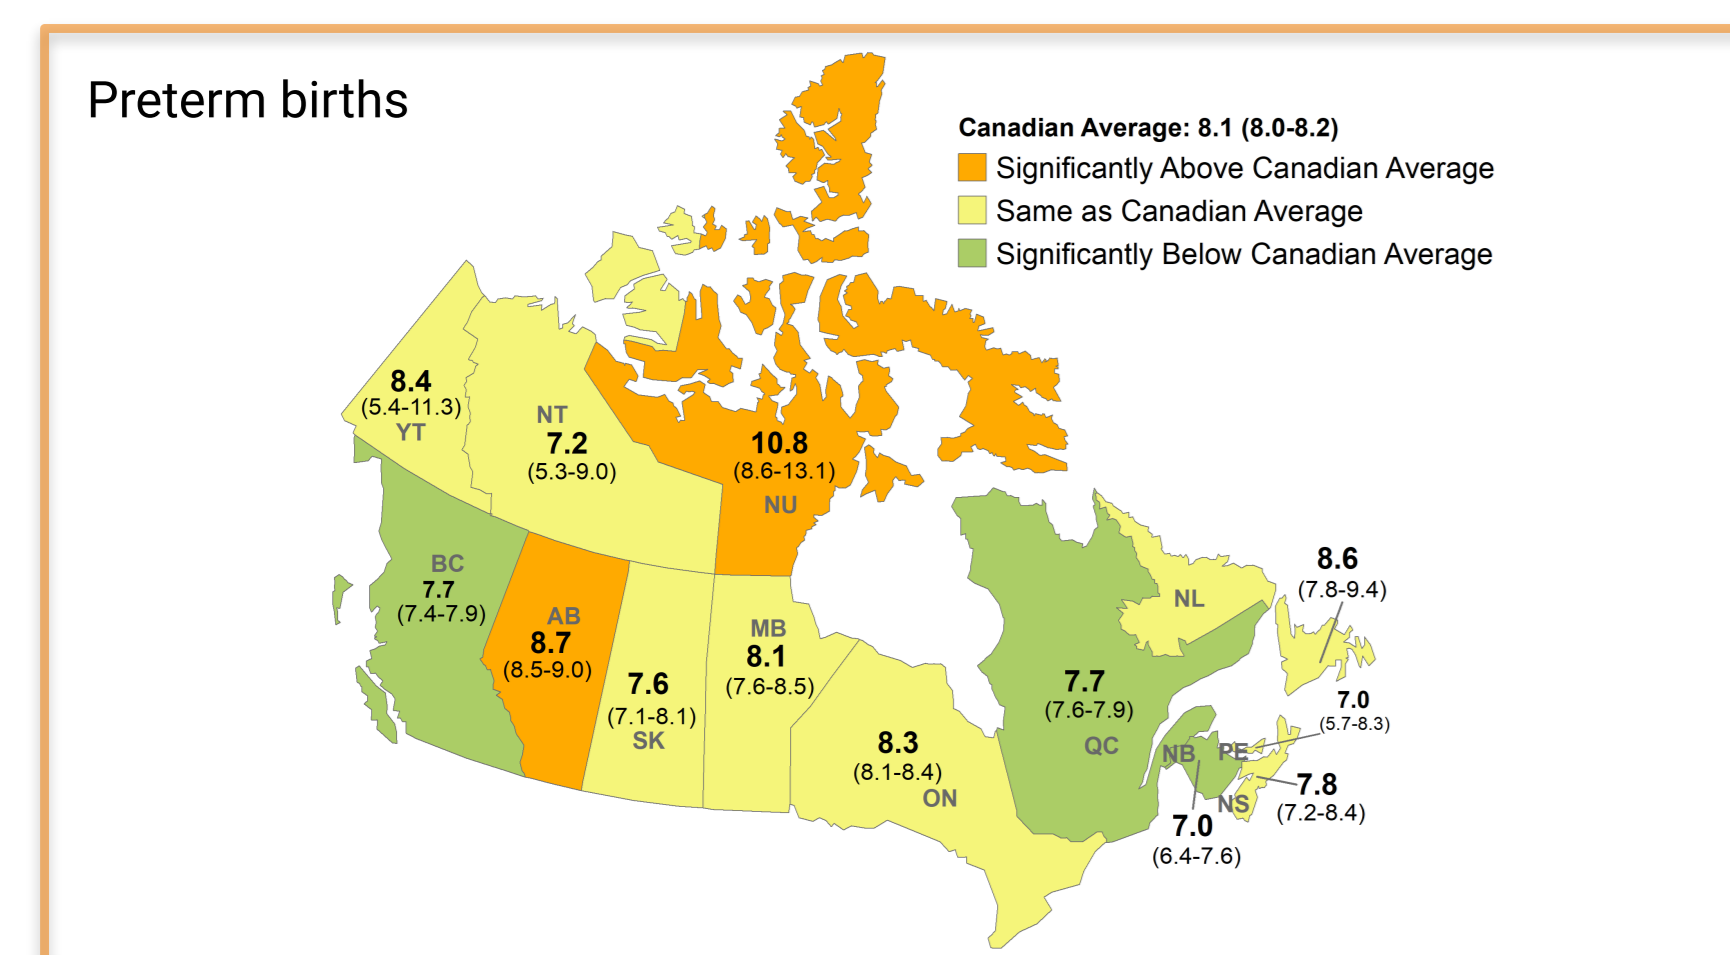 Preterm births
Canadian Average: 8.1 (8.0-8.2)
Significantly Above Canadian Average
Same as Canadian Average
Significantly Below Canadian Average
8.4
(5.4-11.3)
YT
NT
7.2
(5.3-9.0)
10.8
(8.6-13.1)
NU
BC
7.7
(7.4-7.9)
AB
8.7
(8.5-9.0)
7.6
(7.1-8.1)
SK
MB
8.1
(7.6-8.5)
8.3
(8.1-8.4)
ON
7.7
(7.6-7.9)
QC
NL
8.6
(7.8-9.4)
7.0
(5.7-8.3)
NB
PE
7.8
(7.2-8.4)
NS
7.0
(6.4-7.6)